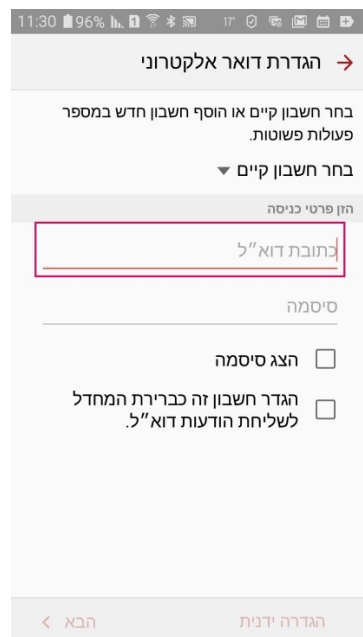 11:30 96% 1 17°
הגדרת דואר אלקטרוני
בחר חשבון קיים או הוסף חשבון חדש במספר
פעולות פשוטות.
בחר חשבון קיים
הזן פרטי כניסה
כתובת דוא״ל
סיסמה
הצג סיסמה
הגדר חשבון זה כברירת המחדל
לשליחת הודעות דוא״ל.
הגדרה ידנית
הבא